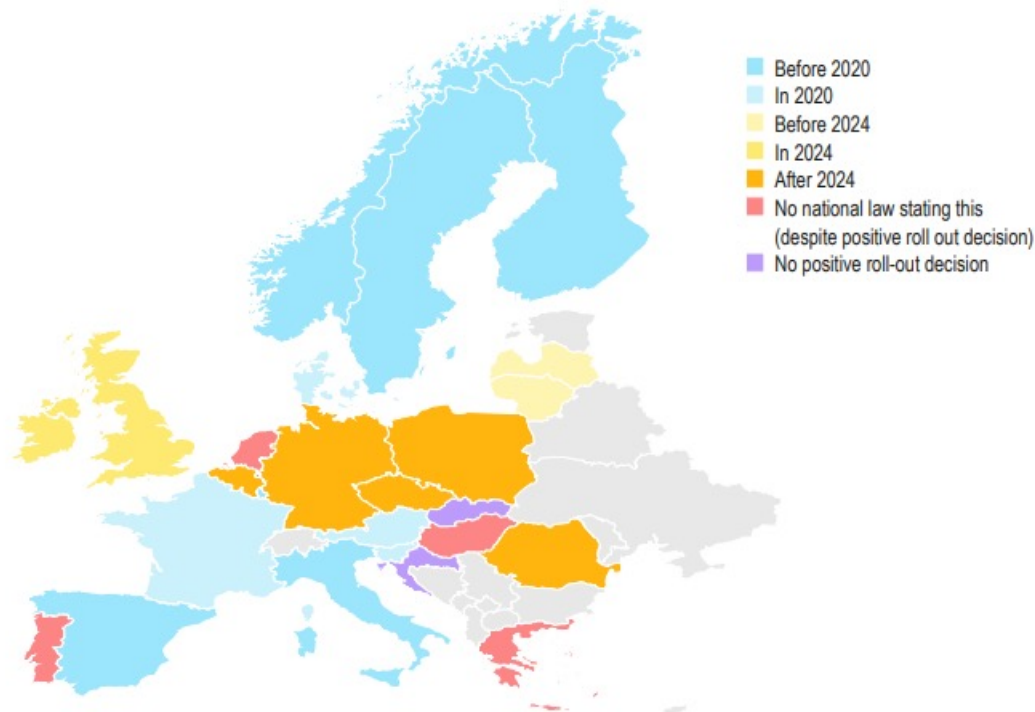 Before 2020
In 2020
Before 2024
In 2024
After 2024
No national law stating this
(despite positive roll out decision)
No positive roll-out decision